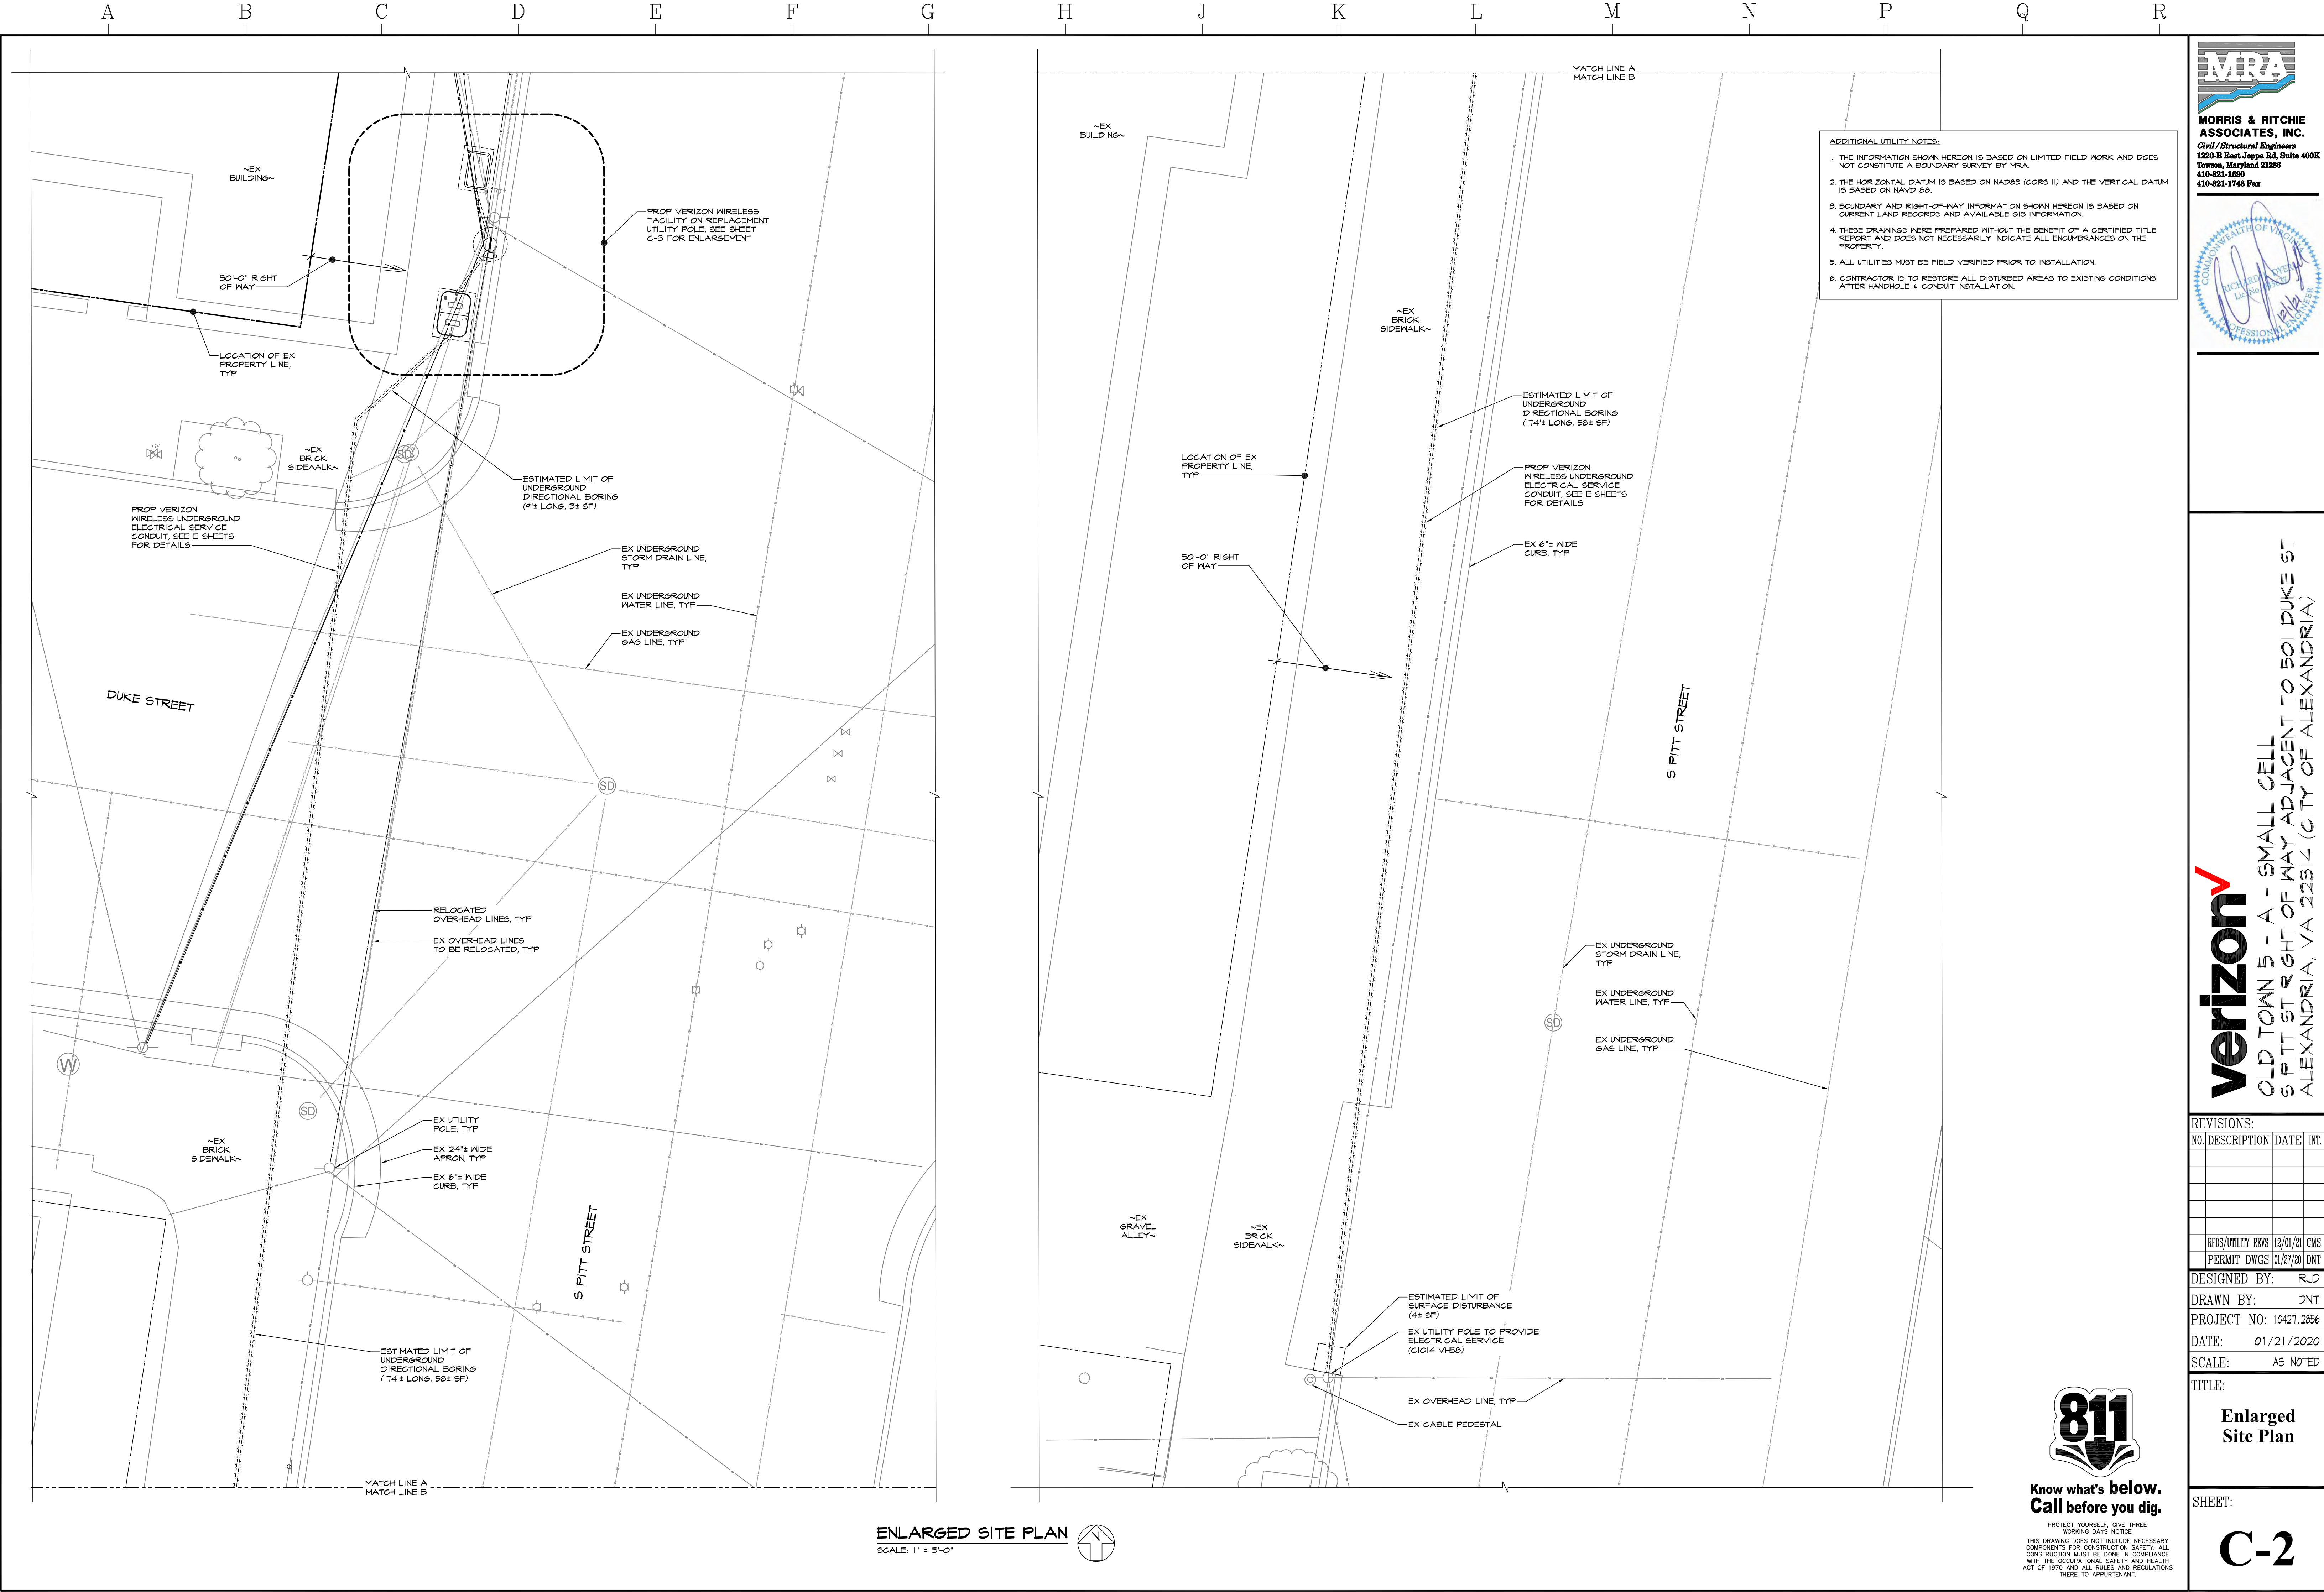 A B C D E F G H J K L M N P Q R
~EX
BUILDING~
50'-0" RIGHT
OF WAY
LOCATION OF EX
PROPERTY LINE,
TYP
PROP VERIZON WIRELESS
FACILITY ON REPLACEMENT
UTILITY POLE, SEE SHEET
C-3 FOR ENLARGEMENT
GV
~EX
BRICK
SIDEWALK~
SD
ESTIMATED LIMIT OF
UNDERGROUND
DIRECTIONAL BORING
(9'± LONG, 3± SF)
PROP VERIZON
WIRELESS UNDERGROUND
ELECTRICAL SERVICE
CONDUIT, SEE E SHEETS
FOR DETAILS
EX UNDERGROUND
STORM DRAIN LINE,
TYP
EX UNDERGROUND
WATER LINE, TYP
EX UNDERGROUND
GAS LINE, TYP
DUKE STREET
SD
RELOCATED
OVERHEAD LINES, TYP
EX OVERHEAD LINES
TO BE RELOCATED, TYP
W
SD
EX UTILITY
POLE, TYP
EX 24"± WIDE
APRON, TYP
EX 6"± WIDE
CURB, TYP
~EX
BRICK
SIDEWALK~
S PITT STREET
ESTIMATED LIMIT OF
UNDERGROUND
DIRECTIONAL BORING
(174'± LONG, 58± SF)
MATCH LINE A
MATCH LINE B
MATCH LINE A
MATCH LINE B
~EX
BUILDING~
~EX
BRICK
SIDEWALK~
ESTIMATED LIMIT OF
UNDERGROUND
DIRECTIONAL BORING
(174'± LONG, 58± SF)
LOCATION OF EX
PROPERTY LINE,
TYP
PROP VERIZON
WIRELESS UNDERGROUND
ELECTRICAL SERVICE
CONDUIT, SEE E SHEETS
FOR DETAILS
50'-0" RIGHT
OF WAY
EX 6"± WIDE
CURB, TYP
S PITT STREET
EX UNDERGROUND
STORM DRAIN LINE,
TYP
EX UNDERGROUND
WATER LINE, TYP
SD
EX UNDERGROUND
GAS LINE, TYP
~EX
GRAVEL
ALLEY~
~EX
BRICK
SIDEWALK~
ESTIMATED LIMIT OF
SURFACE DISTURBANCE
(4± SF)
EX UTILITY POLE TO PROVIDE
ELECTRICAL SERVICE
(C1014 VH58)
EX OVERHEAD LINE, TYP
EX CABLE PEDESTAL
ADDITIONAL UTILITY NOTES:
1. THE INFORMATION SHOWN HEREON IS BASED ON LIMITED FIELD WORK AND DOES
NOT CONSTITUTE A BOUNDARY SURVEY BY MRA.
2. THE HORIZONTAL DATUM IS BASED ON NAD83 (CORS 11) AND THE VERTICAL DATUM
IS BASED ON NAVD 88.
3. BOUNDARY AND RIGHT-OF-WAY INFORMATION SHOWN HEREON IS BASED ON
CURRENT LAND RECORDS AND AVAILABLE GIS INFORMATION.
4. THESE DRAWINGS WERE PREPARED WITHOUT THE BENEFIT OF A CERTIFIED TITLE
REPORT AND DOES NOT NECESSARILY INDICATE ALL ENCUMBRANCES ON THE
PROPERTY.
5. ALL UTILITIES MUST BE FIELD VERIFIED PRIOR TO INSTALLATION.
6. CONTRACTOR IS TO RESTORE ALL DISTURBED AREAS TO EXISTING CONDITIONS
AFTER HANDHOLE & CONDUIT INSTALLATION.
ENLARGED SITE PLAN
SCALE: 1" = 5'-0"
N
811
Know what's below.
Call before you dig.
PROTECT YOURSELF, GIVE THREE
WORKING DAYS NOTICE
THIS DRAWING DOES NOT INCLUDE NECESSARY
COMPONENTS FOR CONSTRUCTION SAFETY. ALL
CONSTRUCTION MUST BE DONE IN COMPLIANCE
WITH THE OCCUPATIONAL SAFETY AND HEALTH
ACT OF 1970 AND ALL RULES AND REGULATIONS
THERE TO APPURTENANT.
MRA
MORRIS & RITCHIE
ASSOCIATES, INC.
Civil / Structural Engineers
1220-B East Joppa Rd, Suite 400K
Towson, Maryland 21286
410-821-1690
410-821-1748 Fax
COMMONWEALTH OF VIRGINIA
Lic. No.
12/1/21
PROFESSIONAL ENGINEER
verizon
OLD TOWN 5 - A - SMALL CELL
S PITT ST RIGHT OF WAY ADJACENT TO 501 DUKE ST
ALEXANDRIA, VA 22314 (CITY OF ALEXANDRIA)
REVISIONS:
NO. DESCRIPTION DATE INT.
RFDS/UTILITY REVS 12/01/21 CMS
PERMIT DWGS 01/27/20 DNT
DESIGNED BY: RJD
DRAWN BY: DNT
PROJECT NO: 10427.2856
DATE: 01/21/2020
SCALE: AS NOTED
TITLE:
Enlarged
Site Plan
SHEET:
C-2